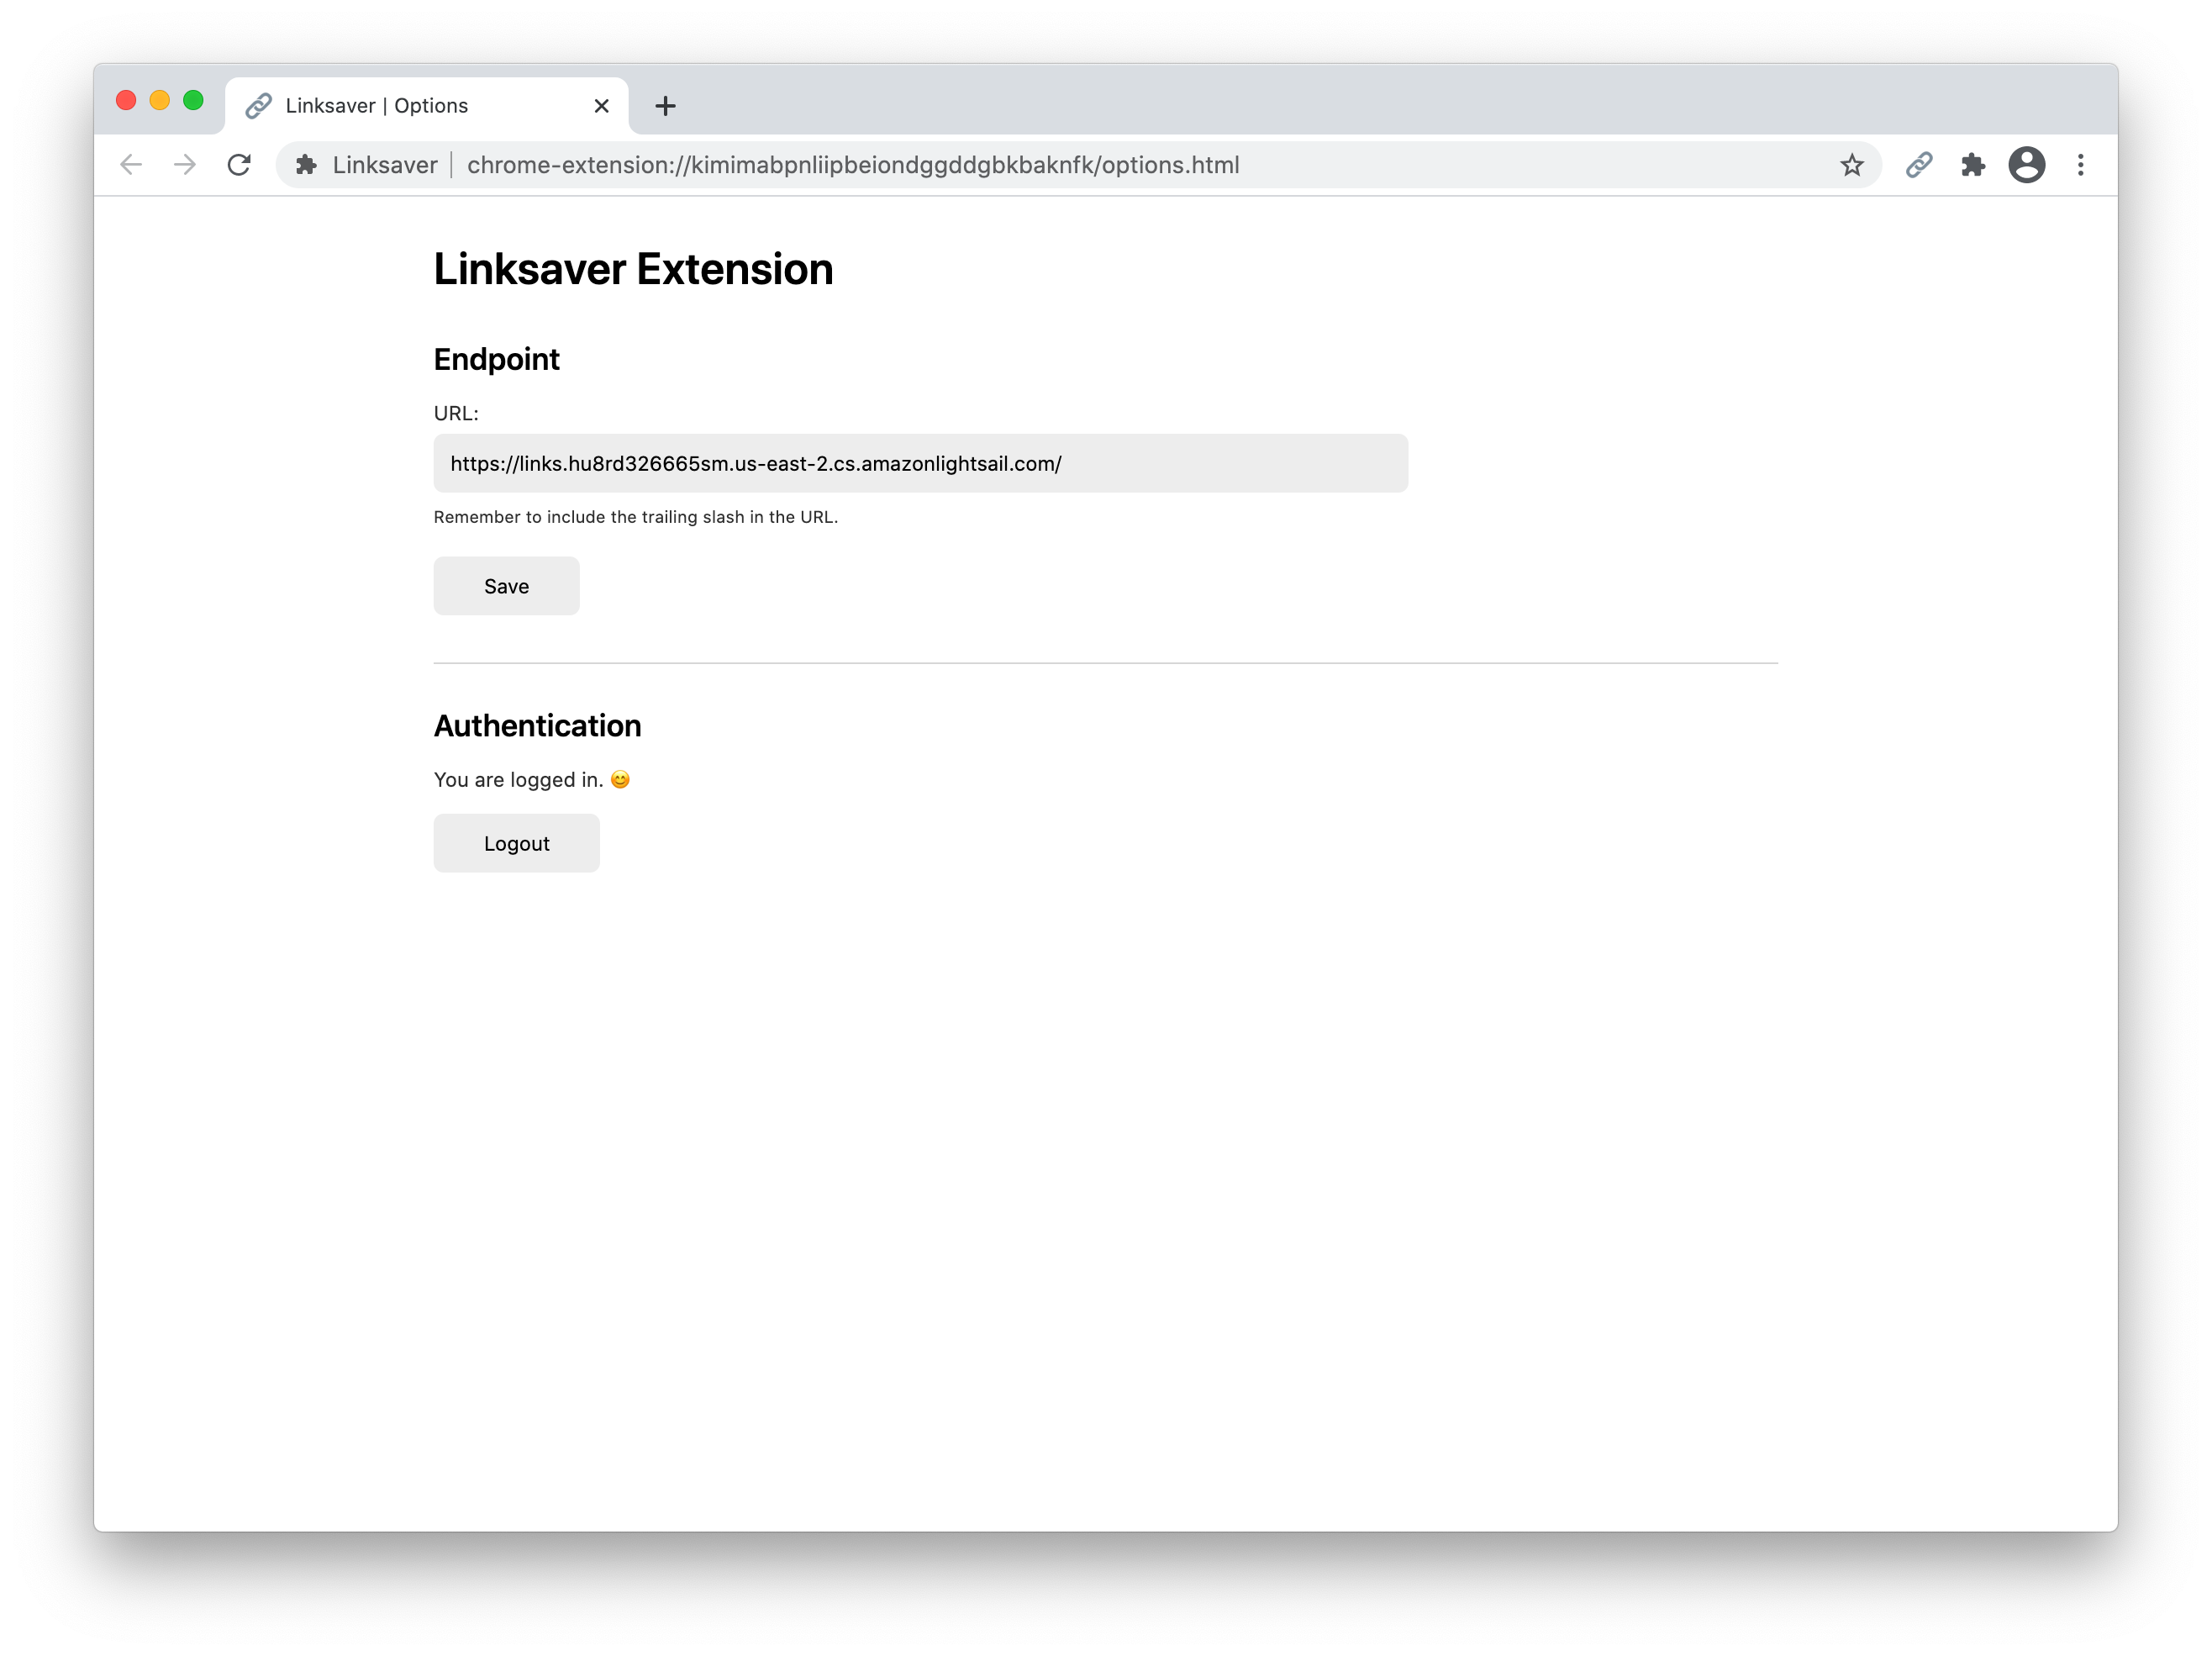 Linksaver | Options
Linksaver | chrome-extension://kimimabpnliipbeiondggddgbkbaknfk/options.html
Linksaver Extension
Endpoint
URL:
https://links.hu8rd326665sm.us-east-2.cs.amazonlightsail.com/
Remember to include the trailing slash in the URL.
Save
Authentication
You are logged in. 😊
Logout